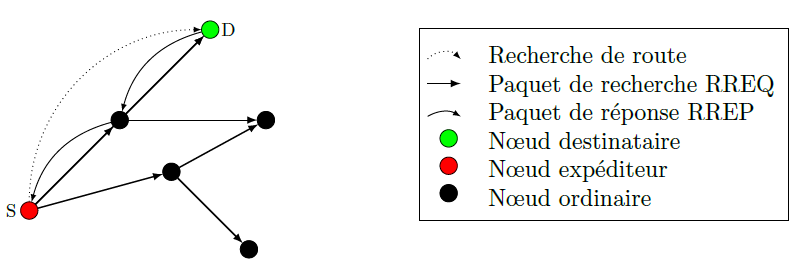 D
S
Recherche de route
Paquet de recherche RREQ
Paquet de réponse RREP
Nœud destinataire
Nœud expéditeur
Nœud ordinaire